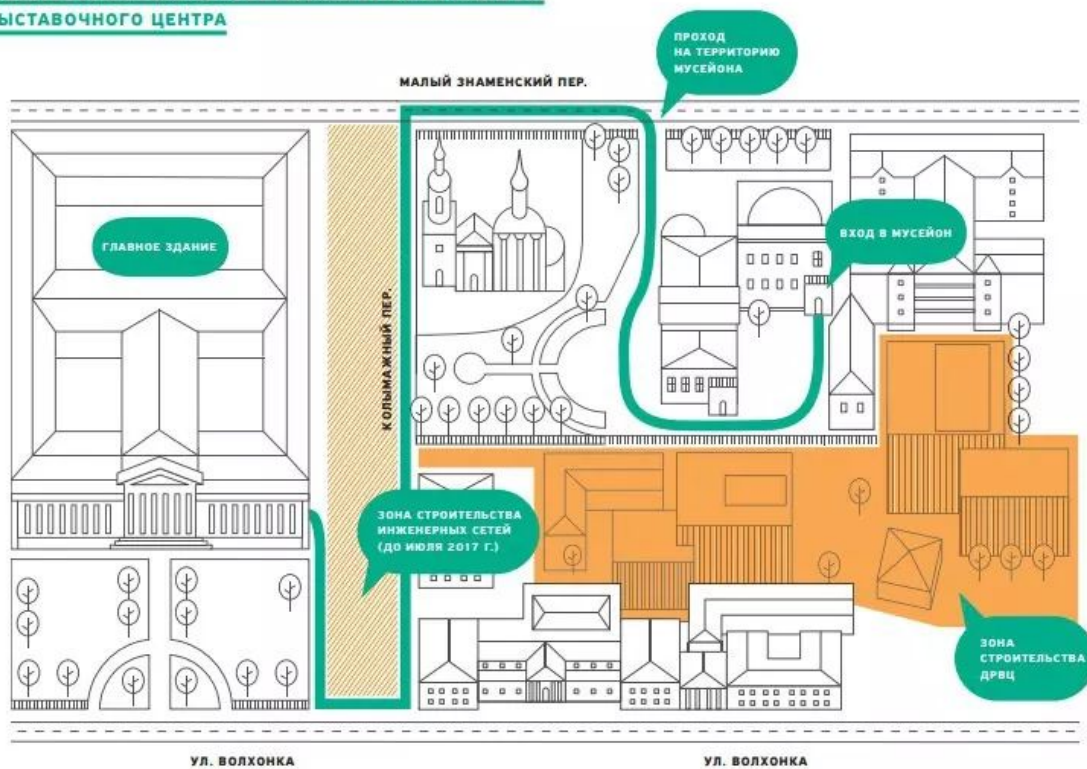 ЫСТАВОЧНОГО ЦЕНТРА
ПРОХОД
НА ТЕРРИТОРИЮ
МУСЕЙОНА
МАЛЫЙ ЗНАМЕНСКИЙ ПЕР.
ГЛАВНОЕ ЗДАНИЕ
ВХОД В МУСЕЙОН
КОЛЫМАЖНЫЙ ПЕР.
ЗОНА СТРОИТЕЛЬСТВА
ИНЖЕНЕРНЫХ СЕТЕЙ
(ДО ИЮЛЯ 2017 Г.)
ЗОНА
СТРОИТЕЛЬСТВА
ДРВЦ
УЛ. ВОЛХОНКА
УЛ. ВОЛХОНКА